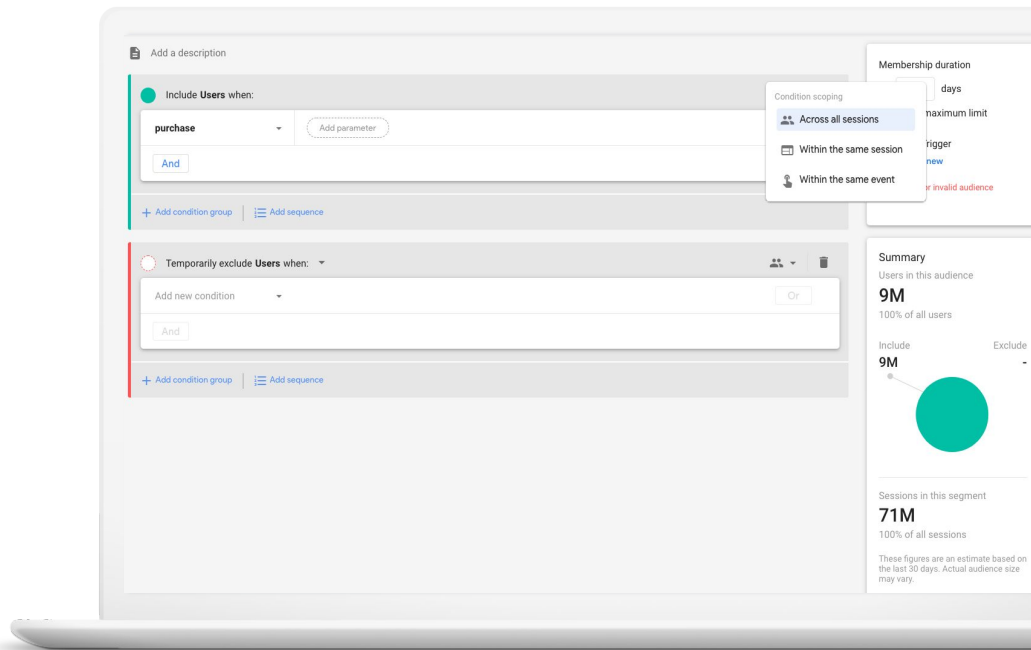 Add a description
Include Users when:
purchase
Add parameter
And
Add condition group
Add sequence
Condition scoping
Across all sessions
Within the same session
Within the same event
Temporarily exclude Users when:
Add new condition
Or
And
Add condition group
Add sequence
Membership duration
days
maximum limit
new
invalid audience
Summary
Users in this audience
9M
100% of all users
Include
Exclude
9M
-
Sessions in this segment
71M
100% of all sessions
These figures are an estimate based on
the last 30 days. Actual audience size
may vary.